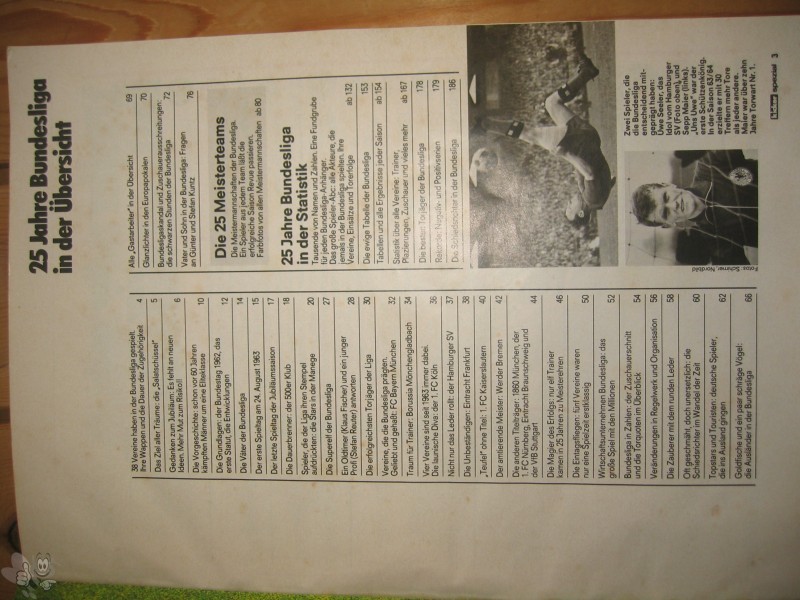 25 Jahre Bundesliga
in der Übersicht
38 Vereine haben in der Bundesliga gespielt.
Ihre Wappen und die Dauer der Zugehörigkeit 4
Das Ziel aller Träume: die „Salatschüssel“ 5
Gedanken zum Jubiläum: Es fehlt an neuen
Ideen. Mehr Mut zum Risiko! 6
Die Vorgeschichte: schon vor 60 Jahren
kämpften Männer um eine Eliteklasse 10
Die Grundlagen: der Bundestag 1962, das
erste Statut, die Entwicklungen 12
Die Väter der Bundesliga 14
Der erste Spieltag am 24. August 1963 15
Der letzte Spieltag der Jubiläumssaison 17
Die Dauerbrenner: der 500er Klub 18
Spieler, die der Liga ihren Stempel
aufdrückten: die Stars in der Manege 20
Die Superelf der Bundesliga 27
Ein Oldtimer (Klaus Fischer) und ein junger
Profi (Stefan Reuter) antworten 28
Die erfolgreichsten Torjäger der Liga 30
Vereine, die die Bundesliga prägten.
Geliebt und gehaßt: FC Bayern München 32
Traum für Trainer: Borussia Mönchengladbach 34
Vier Vereine sind seit 1963 immer dabei.
Die launische Diva: der 1. FC Köln 36
Nicht nur das Leder rollt: der Hamburger SV 37
Die Unbeständigen: Eintracht Frankfurt 38
„Teufel“ ohne Titel: 1. FC Kaiserslautern 40
Der amtierende Meister: Werder Bremen 42
Die anderen Titelträger: 1860 München, der
1. FC Nürnberg, Eintracht Braunschweig und
der VfB Stuttgart 44
Die Magier des Erfolgs: nur elf Trainer
kamen in 25 Jahren zu Meisterehren 46
Die Eintagsfliegen: fünf Vereine waren
nur eine Spielzeit erstklassig 50
Wirtschaftsunternehmen Bundesliga: das
große Spiel mit den Millionen 52
Bundesliga in Zahlen: der Zuschauerschnitt
und die Torquoten im Überblick 54
Veränderungen in Regelwerk und Organisation 56
Die Zauberer mit dem runden Leder 58
Oft geschmäht, doch unersetzlich: die
Schiedsrichter im Wandel der Zeit 60
Topstars und Touristen: deutsche Spieler,
die ins Ausland gingen 62
Goldfische und ein paar schräge Vögel:
die Ausländer in der Bundesliga 66
Alle „Gastarbeiter“ in der Übersicht 69
Glanzlichter in den Europapokalen 70
Bundesligaskandal und Zuschauerausschreitungen:
die schwarzen Stunden der Bundesliga 72
Vater und Sohn in der Bundesliga: Fragen
an Günter und Stefan Kuntz 76
Die 25 Meisterteams
Die Meistermannschaften der Bundesliga.
Ein Spieler aus jedem Team läßt die
erfolgreiche Saison Revue passieren.
Farbfotos von allen Meistermannschaften ab 80
25 Jahre Bundesliga
in der Statistik
Tausende von Namen und Zahlen. Eine Fundgrube
für jeden Bundesliga-Anhänger.
Das große Spieler-Abc: alle Akteure, die
jemals in der Bundesliga spielten. Ihre
Vereine, Einsätze und Torerfolge ab 132
Die ewige Tabelle der Bundesliga 153
Tabellen und alle Ergebnisse jeder Saison ab 154
Statistik über alle Vereine: Trainer,
Plazierungen, Zuschauer und vieles mehr ab 167
Die besten Torjäger der Bundesliga 178
Rekorde, Negativ- und Positivserien 179
Die Schiedsrichter in der Bundesliga 186
Zwei Spieler, die
die Bundesliga
entscheidend mit-
geprägt haben:
Uwe Seeler, das
Idol vom Hamburger
SV (Foto oben), und
Sepp Maier (links).
„Uns Uwe“ war der
erste Schützenkönig.
In der Saison 63/64
erzielte er mit 30
Treffern mehr Tore
als jeder andere.
Maier war über zehn
Jahre Torwart Nr. 1.
Fotos: Schirner, Nordbild
kicker spezial 3